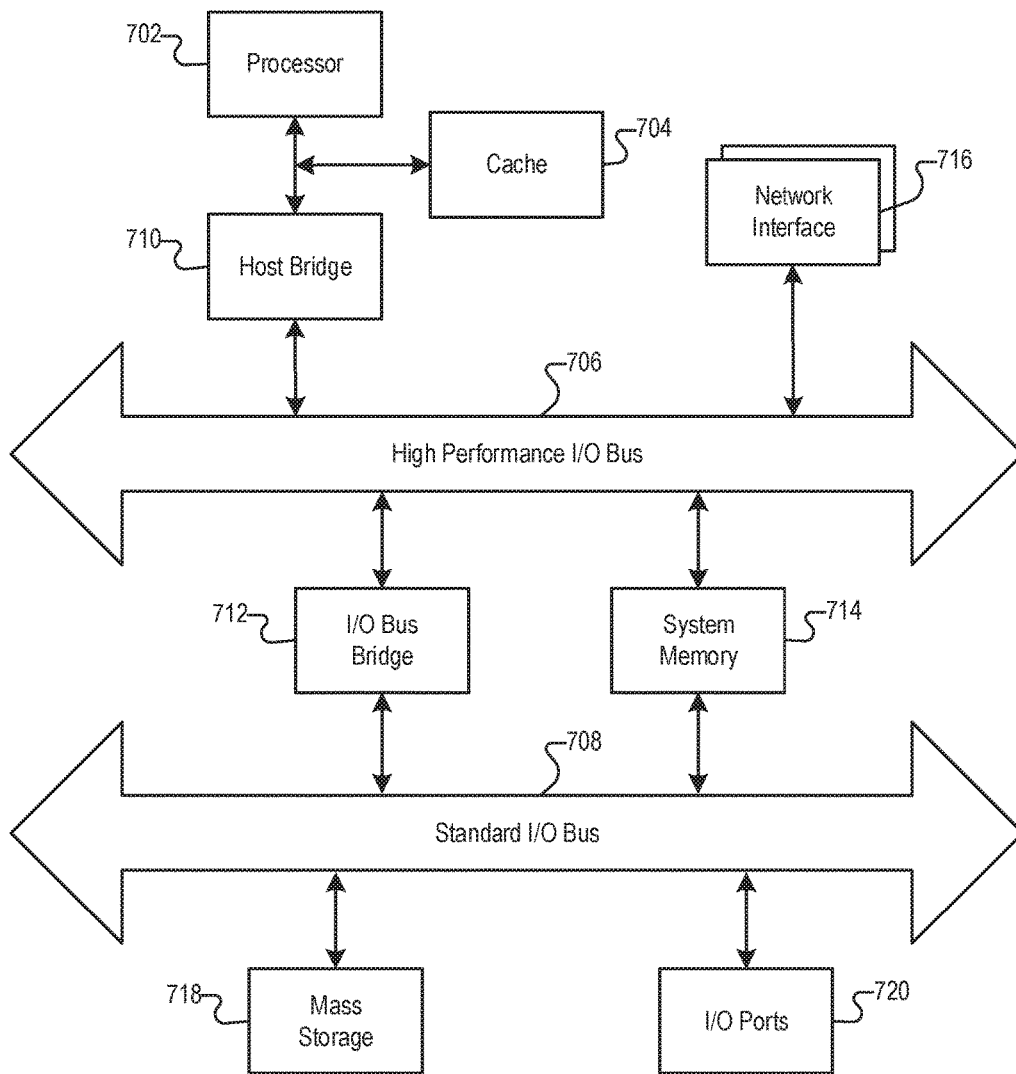 702
Processor
704
Cache
716
Network
Interface
710
Host Bridge
706
High Performance I/O Bus
712
I/O Bus
Bridge
System
Memory
714
708
Standard I/O Bus
718
Mass
Storage
I/O Ports
720